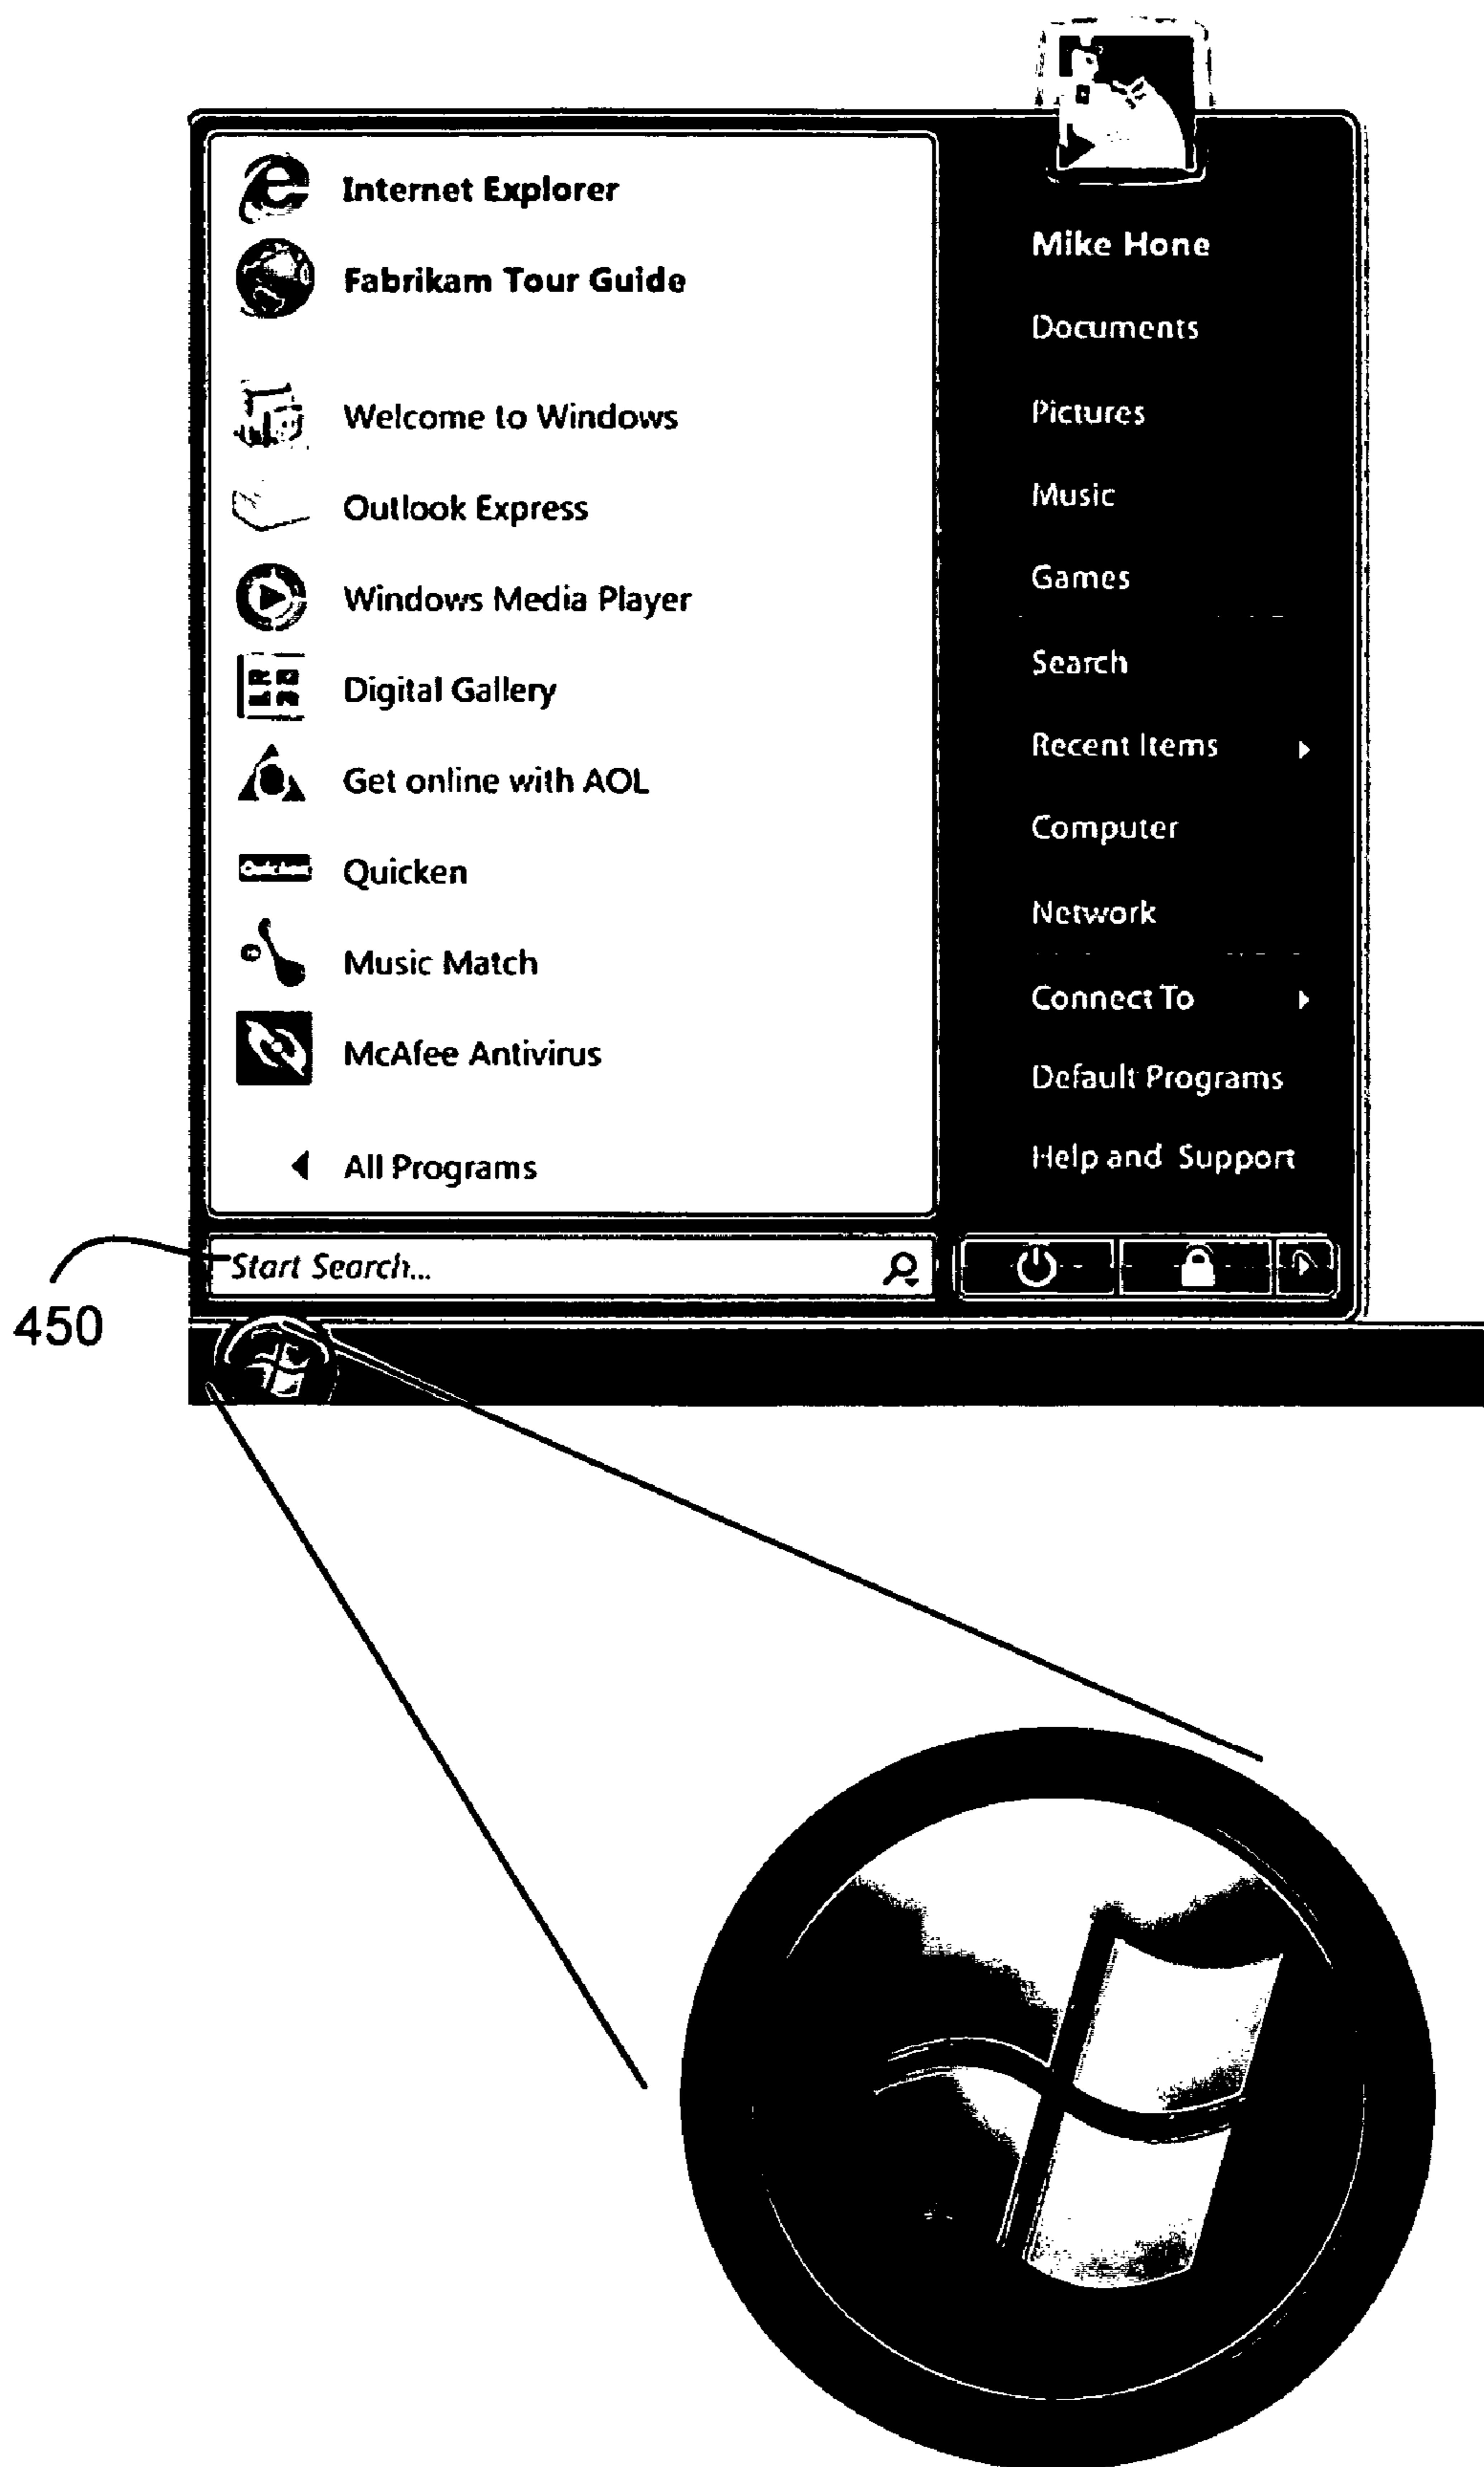 Internet Explorer
Fabrikam Tour Guide
Welcome to Windows
Outlook Express
Windows Media Player
Digital Gallery
Get online with AOL
Quicken
Music Match
McAfee Antivirus
All Programs
Start Search...
Mike Hone
Documents
Pictures
Music
Games
Search
Recent Items
Computer
Network
Connect To
Default Programs
Help and Support
450